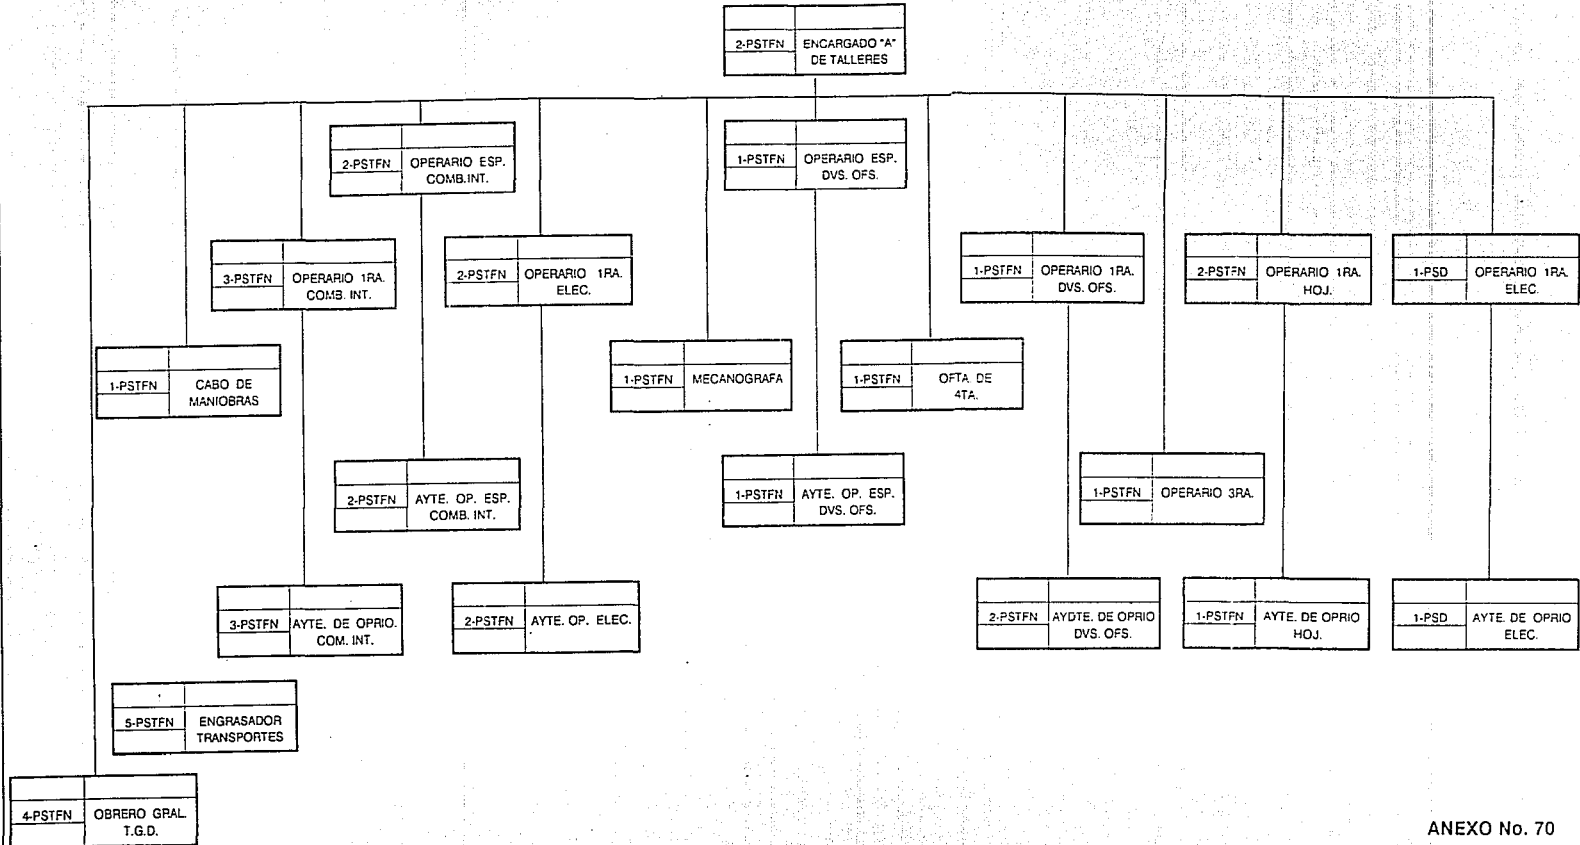 2-PSTFN ENCARGADO "A"
DE TALLERES
2-PSTFN OPERARIO ESP.
COMB.INT.
1-PSTFN OPERARIO ESP.
DVS. OFS.
3-PSTFN OPERARIO 1RA.
COMB. INT.
2-PSTFN OPERARIO 1RA.
ELEC.
1-PSTFN OPERARIO 1RA.
DVS. OFS.
2-PSTFN OPERARIO 1RA.
HOJ.
1-PSD OPERARIO 1RA.
ELEC.
1-PSTFN CABO DE
MANIOBRAS
1-PSTFN MECANOGRAFA
1-PSTFN OFTA. DE
4TA.
2-PSTFN AYTE. OP. ESP.
COMB. INT.
1-PSTFN AYTE. OP. ESP.
DVS. OFS.
1-PSTFN OPERARIO 3RA.
3-PSTFN AYTE. DE OPRIO.
COM. INT.
2-PSTFN AYTE. OP. ELEC.
2-PSTFN AYDTE. DE OPRIO
DVS. OFS.
1-PSTFN AYTE. DE OPRIO
HOJ.
1-PSD AYTE. DE OPRIO
ELEC.
5-PSTFN ENGRASADOR
TRANSPORTES
4-PSTFN OBRERO GRAL.
T.G.D.
ANEXO No. 70